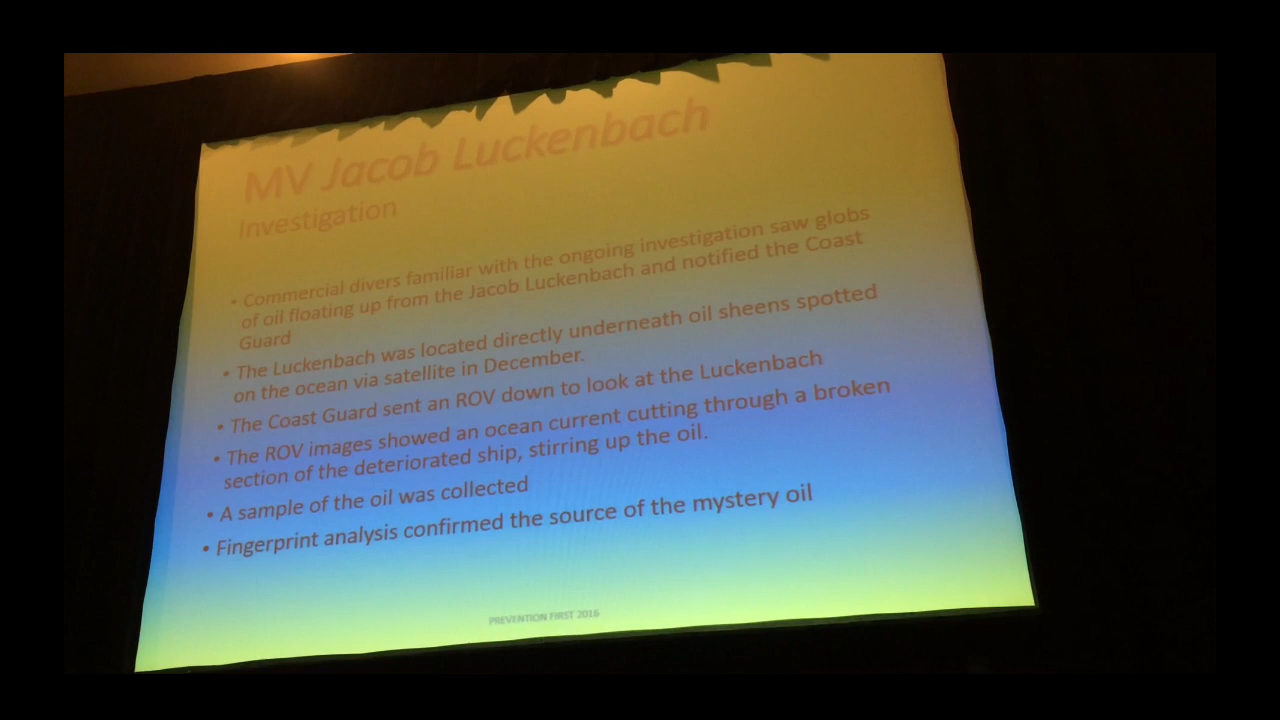 MV Jacob Luckenbach
Investigation
• Commercial divers familiar with the ongoing investigation saw globs
of oil floating up from the Jacob Luckenbach and notified the Coast
Guard
• The Luckenbach was located directly underneath oil sheens spotted
on the ocean via satellite in December.
• The Coast Guard sent an ROV down to look at the Luckenbach
• The ROV images showed an ocean current cutting through a broken
section of the deteriorated ship, stirring up the oil.
• A sample of the oil was collected
• Fingerprint analysis confirmed the source of the mystery oil
PREVENTION FIRST 2016